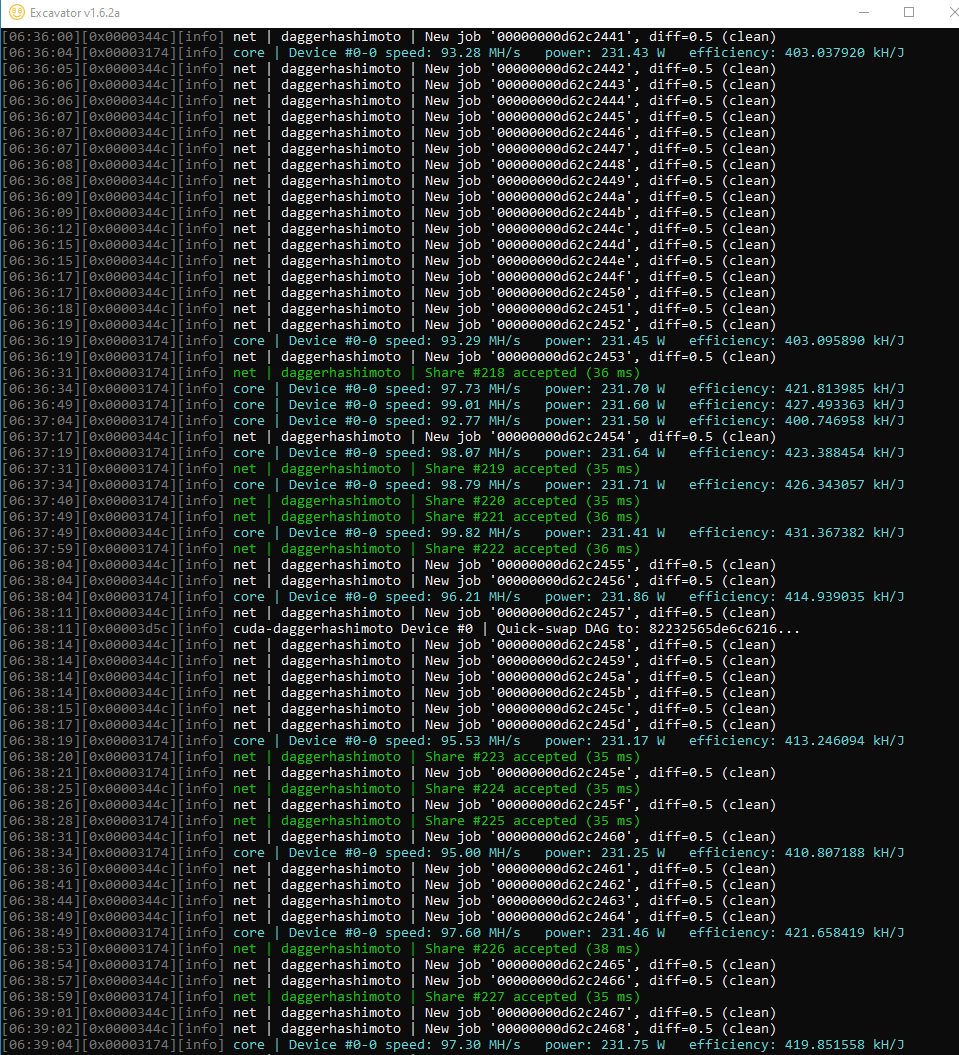 Excavator v1.6.2a
[06:36:00][0x0000344c][info] net | daggerhashimoto | New job '00000000d62c2441', diff=0.5 (clean)
[06:36:04][0x00003174][info] core | Device #0-0 speed: 93.28 MH/s power: 231.43 W efficiency: 403.037920 kH/J
[06:36:05][0x0000344c][info] net | daggerhashimoto | New job '00000000d62c2442', diff=0.5 (clean)
[06:36:06][0x0000344c][info] net | daggerhashimoto | New job '00000000d62c2443', diff=0.5 (clean)
[06:36:06][0x0000344c][info] net | daggerhashimoto | New job '00000000d62c2444', diff=0.5 (clean)
[06:36:07][0x0000344c][info] net | daggerhashimoto | New job '00000000d62c2445', diff=0.5 (clean)
[06:36:07][0x0000344c][info] net | daggerhashimoto | New job '00000000d62c2446', diff=0.5 (clean)
[06:36:07][0x0000344c][info] net | daggerhashimoto | New job '00000000d62c2447', diff=0.5 (clean)
[06:36:08][0x0000344c][info] net | daggerhashimoto | New job '00000000d62c2448', diff=0.5 (clean)
[06:36:08][0x0000344c][info] net | daggerhashimoto | New job '00000000d62c2449', diff=0.5 (clean)
[06:36:09][0x0000344c][info] net | daggerhashimoto | New job '00000000d62c244a', diff=0.5 (clean)
[06:36:09][0x0000344c][info] net | daggerhashimoto | New job '00000000d62c244b', diff=0.5 (clean)
[06:36:12][0x0000344c][info] net | daggerhashimoto | New job '00000000d62c244c', diff=0.5 (clean)
[06:36:15][0x0000344c][info] net | daggerhashimoto | New job '00000000d62c244d', diff=0.5 (clean)
[06:36:15][0x0000344c][info] net | daggerhashimoto | New job '00000000d62c244e', diff=0.5 (clean)
[06:36:17][0x0000344c][info] net | daggerhashimoto | New job '00000000d62c244f', diff=0.5 (clean)
[06:36:17][0x0000344c][info] net | daggerhashimoto | New job '00000000d62c2450', diff=0.5 (clean)
[06:36:18][0x0000344c][info] net | daggerhashimoto | New job '00000000d62c2451', diff=0.5 (clean)
[06:36:19][0x0000344c][info] net | daggerhashimoto | New job '00000000d62c2452', diff=0.5 (clean)
[06:36:19][0x00003174][info] core | Device #0-0 speed: 93.29 MH/s power: 231.45 W efficiency: 403.095890 kH/J
[06:36:19][0x0000344c][info] net | daggerhashimoto | New job '00000000d62c2453', diff=0.5 (clean)
[06:36:31][0x00003174][info] net | daggerhashimoto | Share #218 accepted (36 ms)
[06:36:34][0x00003174][info] core | Device #0-0 speed: 97.73 MH/s power: 231.70 W efficiency: 421.813985 kH/J
[06:36:49][0x00003174][info] core | Device #0-0 speed: 99.01 MH/s power: 231.60 W efficiency: 427.493363 kH/J
[06:37:04][0x00003174][info] core | Device #0-0 speed: 92.77 MH/s power: 231.50 W efficiency: 400.746958 kH/J
[06:37:17][0x0000344c][info] net | daggerhashimoto | New job '00000000d62c2454', diff=0.5 (clean)
[06:37:19][0x00003174][info] core | Device #0-0 speed: 98.07 MH/s power: 231.64 W efficiency: 423.388454 kH/J
[06:37:31][0x00003174][info] net | daggerhashimoto | Share #219 accepted (35 ms)
[06:37:34][0x00003174][info] core | Device #0-0 speed: 98.79 MH/s power: 231.71 W efficiency: 426.343057 kH/J
[06:37:40][0x00003174][info] net | daggerhashimoto | Share #220 accepted (35 ms)
[06:37:49][0x00003174][info] net | daggerhashimoto | Share #221 accepted (36 ms)
[06:37:49][0x00003174][info] core | Device #0-0 speed: 99.82 MH/s power: 231.41 W efficiency: 431.367382 kH/J
[06:37:59][0x00003174][info] net | daggerhashimoto | Share #222 accepted (36 ms)
[06:38:04][0x0000344c][info] net | daggerhashimoto | New job '00000000d62c2455', diff=0.5 (clean)
[06:38:04][0x0000344c][info] net | daggerhashimoto | New job '00000000d62c2456', diff=0.5 (clean)
[06:38:04][0x00003174][info] core | Device #0-0 speed: 96.21 MH/s power: 231.86 W efficiency: 414.939035 kH/J
[06:38:11][0x0000344c][info] net | daggerhashimoto | New job '00000000d62c2457', diff=0.5 (clean)
[06:38:11][0x00003d5c][info] cuda-daggerhashimoto Device #0 | Quick-swap DAG to: 82232565de6c6216...
[06:38:14][0x0000344c][info] net | daggerhashimoto | New job '00000000d62c2458', diff=0.5 (clean)
[06:38:14][0x0000344c][info] net | daggerhashimoto | New job '00000000d62c2459', diff=0.5 (clean)
[06:38:14][0x0000344c][info] net | daggerhashimoto | New job '00000000d62c245a', diff=0.5 (clean)
[06:38:14][0x0000344c][info] net | daggerhashimoto | New job '00000000d62c245b', diff=0.5 (clean)
[06:38:15][0x0000344c][info] net | daggerhashimoto | New job '00000000d62c245c', diff=0.5 (clean)
[06:38:17][0x0000344c][info] net | daggerhashimoto | New job '00000000d62c245d', diff=0.5 (clean)
[06:38:19][0x00003174][info] core | Device #0-0 speed: 95.53 MH/s power: 231.17 W efficiency: 413.246094 kH/J
[06:38:20][0x00003174][info] net | daggerhashimoto | Share #223 accepted (35 ms)
[06:38:21][0x0000344c][info] net | daggerhashimoto | New job '00000000d62c245e', diff=0.5 (clean)
[06:38:25][0x00003174][info] net | daggerhashimoto | Share #224 accepted (35 ms)
[06:38:26][0x0000344c][info] net | daggerhashimoto | New job '00000000d62c245f', diff=0.5 (clean)
[06:38:28][0x00003174][info] net | daggerhashimoto | Share #225 accepted (35 ms)
[06:38:31][0x0000344c][info] net | daggerhashimoto | New job '00000000d62c2460', diff=0.5 (clean)
[06:38:34][0x00003174][info] core | Device #0-0 speed: 95.00 MH/s power: 231.25 W efficiency: 410.807188 kH/J
[06:38:36][0x0000344c][info] net | daggerhashimoto | New job '00000000d62c2461', diff=0.5 (clean)
[06:38:41][0x0000344c][info] net | daggerhashimoto | New job '00000000d62c2462', diff=0.5 (clean)
[06:38:44][0x0000344c][info] net | daggerhashimoto | New job '00000000d62c2463', diff=0.5 (clean)
[06:38:49][0x0000344c][info] net | daggerhashimoto | New job '00000000d62c2464', diff=0.5 (clean)
[06:38:49][0x00003174][info] core | Device #0-0 speed: 97.60 MH/s power: 231.46 W efficiency: 421.658419 kH/J
[06:38:53][0x00003174][info] net | daggerhashimoto | Share #226 accepted (38 ms)
[06:38:54][0x0000344c][info] net | daggerhashimoto | New job '00000000d62c2465', diff=0.5 (clean)
[06:38:57][0x0000344c][info] net | daggerhashimoto | New job '00000000d62c2466', diff=0.5 (clean)
[06:38:59][0x00003174][info] net | daggerhashimoto | Share #227 accepted (35 ms)
[06:39:01][0x0000344c][info] net | daggerhashimoto | New job '00000000d62c2467', diff=0.5 (clean)
[06:39:02][0x0000344c][info] net | daggerhashimoto | New job '00000000d62c2468', diff=0.5 (clean)
[06:39:04][0x00003174][info] core | Device #0-0 speed: 97.30 MH/s power: 231.75 W efficiency: 419.851558 kH/J